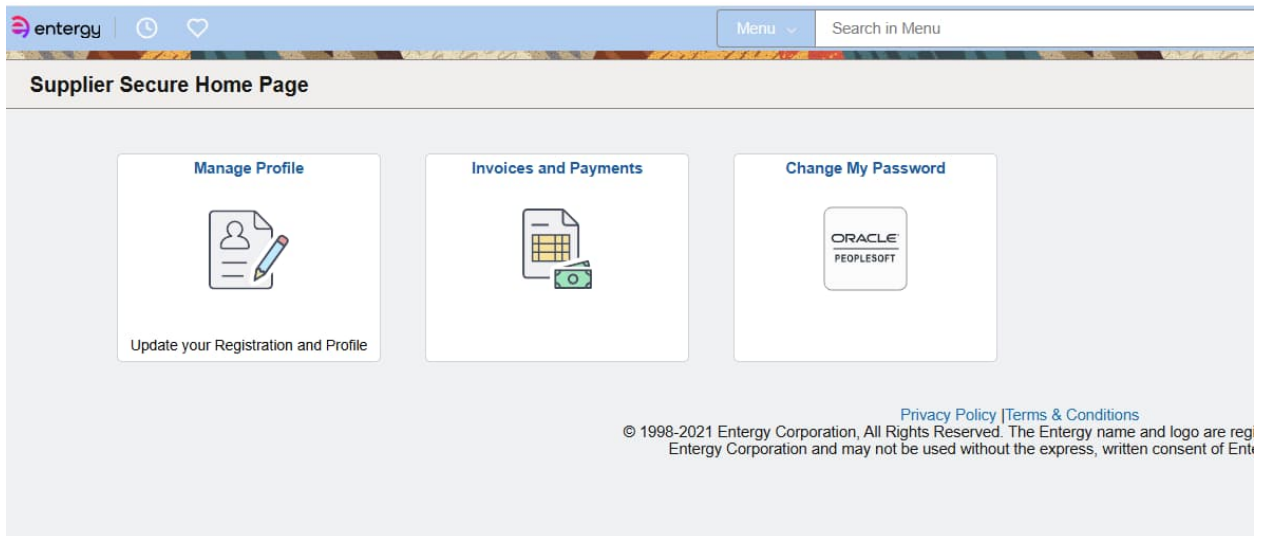 entergy
Menu
Search in Menu
Supplier Secure Home Page
Manage Profile
Update your Registration and Profile
Invoices and Payments
Change My Password
ORACLE
PEOPLESOFT
Privacy Policy |Terms & Conditions
© 1998-2021 Entergy Corporation, All Rights Reserved. The Entergy name and logo are regi
Entergy Corporation and may not be used without the express, written consent of Ente